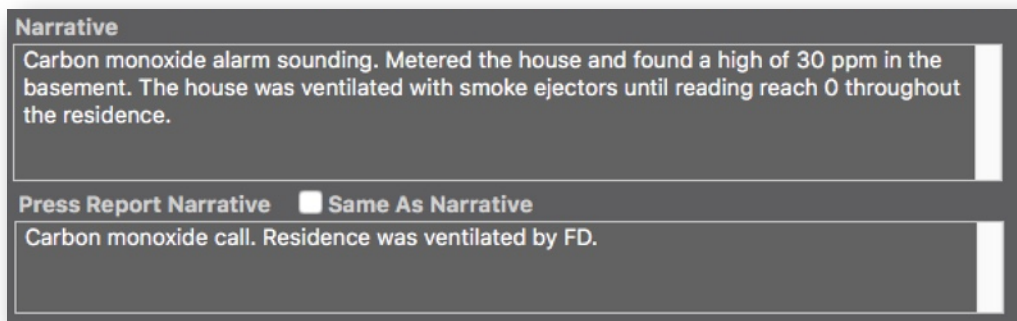 Narrative
Carbon monoxide alarm sounding. Metered the house and found a high of 30 ppm in the
basement. The house was ventilated with smoke ejectors until reading reach 0 throughout
the residence.
Press Report Narrative Same As Narrative
Carbon monoxide call. Residence was ventilated by FD.